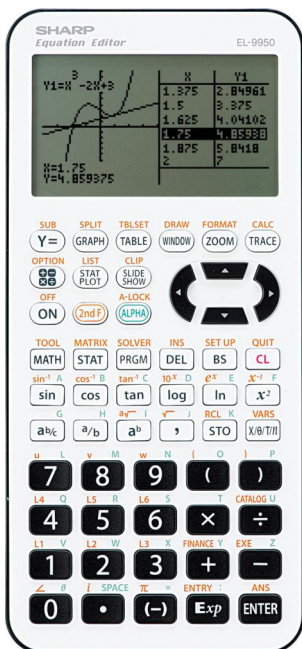 SHARP
Equation Editor EL-9950
3
Y1=X -2X+3
X Y1
1.375 2.84961
1.5 3.375
1.625 4.04102
1.75 4.85938
1.875 5.8418
2 7
X=1.75
Y=4.859375
SUB SPLIT TBLSET DRAW FORMAT CALC
Y= GRAPH TABLE WINDOW ZOOM TRACE
OPTION LIST CLIP
+ − × ÷ STAT PLOT SLIDE SHOW
OFF A-LOCK
ON 2nd F ALPHA
TOOL MATRIX SOLVER INS SET UP QUIT
MATH STAT PRGM DEL BS CL
sin⁻¹ A cos⁻¹ B tan⁻¹ C 10ˣ D eˣ E x⁻¹ F
sin cos tan log ln x²
G H ᵃ√ I √ J RCL K VARS
a b/c a/b aᵇ , STO X/θ/T/n
u L v M w N { O } P
7 8 9 ( )
L4 Q L5 R L6 S T CATALOG U
4 5 6 × ÷
L1 V L2 W L3 X FINANCE Y EXE Z
1 2 3 + −
∠ θ i SPACE π = ENTRY : ANS
0 • (−) Exp ENTER